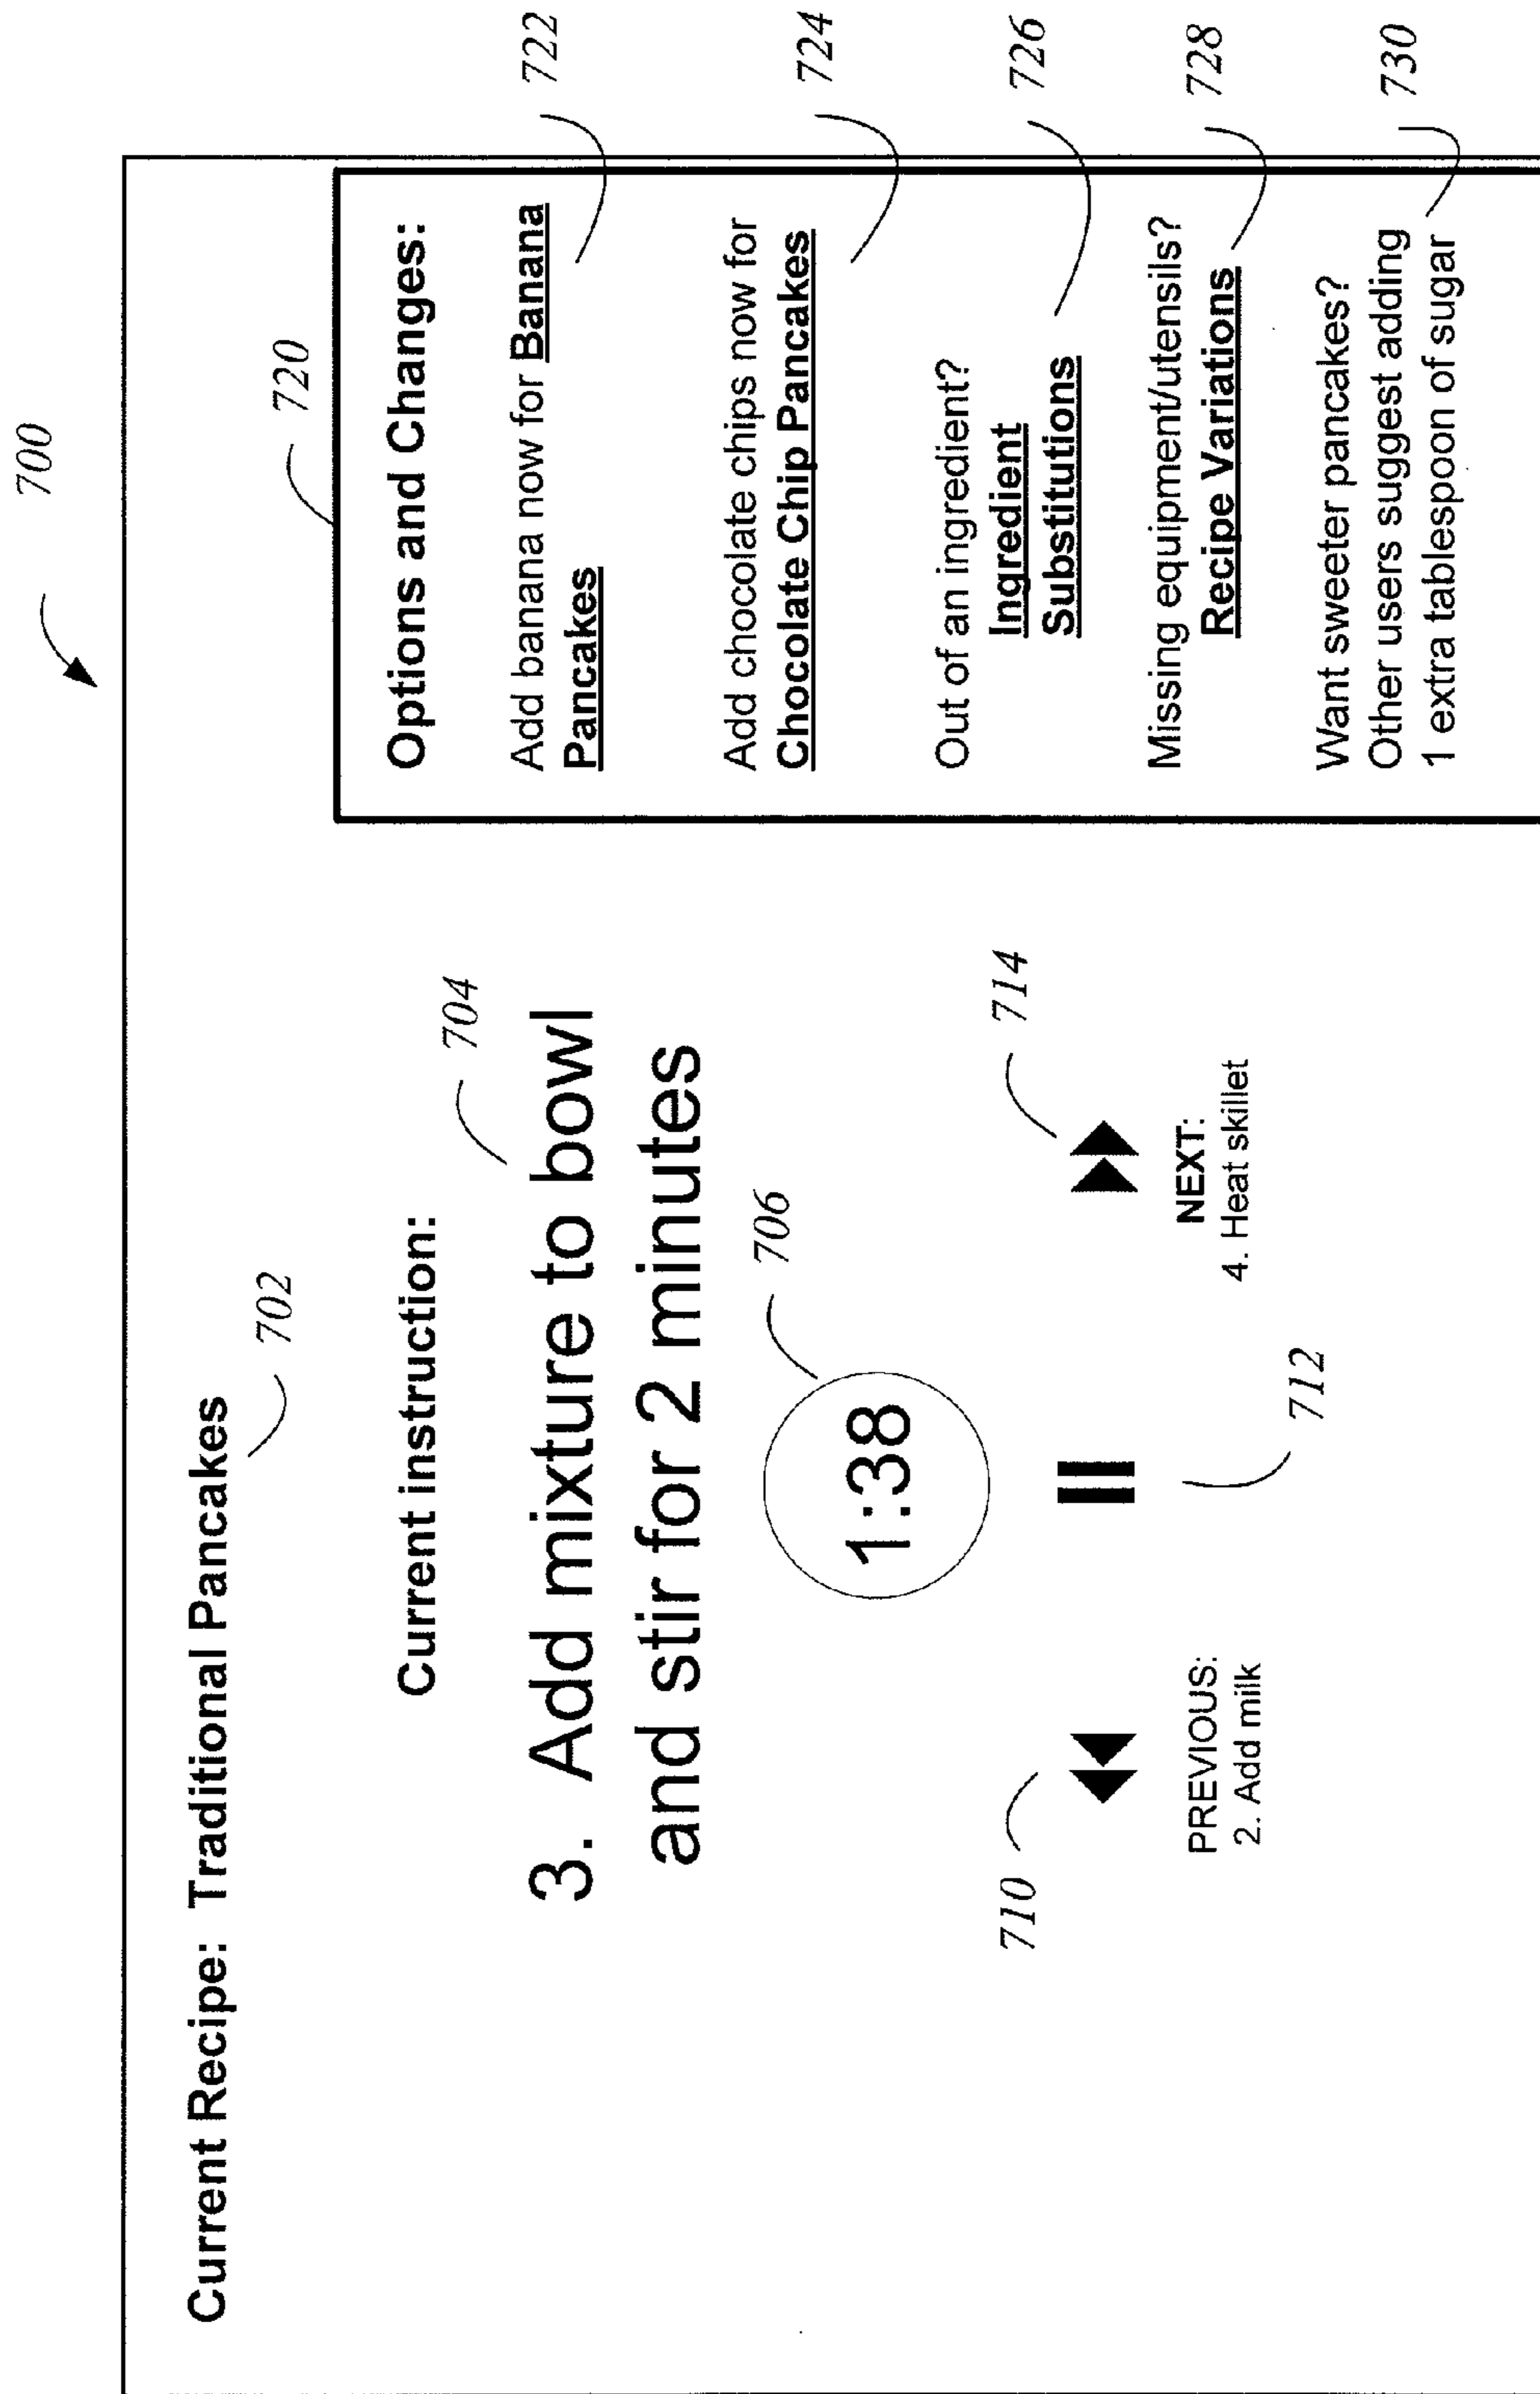 700
Current Recipe: Traditional Pancakes
702
720
Current instruction:
704
3. Add mixture to bowl
and stir for 2 minutes
706
1:38
710
712
714
PREVIOUS:
2. Add milk
NEXT:
4. Heat skillet
Options and Changes:
Add banana now for Banana
Pancakes
722
Add chocolate chips now for
Chocolate Chip Pancakes
724
Out of an ingredient?
Ingredient
Substitutions
726
Missing equipment/utensils?
Recipe Variations
728
Want sweeter pancakes?
Other users suggest adding
1 extra tablespoon of sugar
730